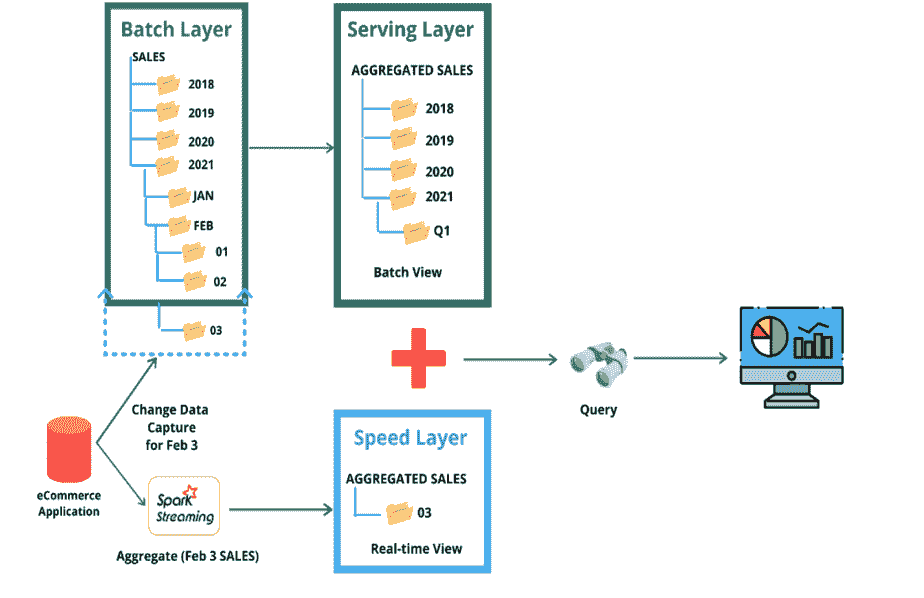 Batch Layer
SALES
2018
2019
2020
2021
JAN
FEB
01
02
03
Serving Layer
AGGREGATED SALES
2018
2019
2020
2021
Q1
Batch View
Change Data
Capture
for Feb 3
eCommerce
Application
Spark
Streaming
Aggregate (Feb 3 SALES)
Speed Layer
AGGREGATED SALES
03
Real-time View
Query